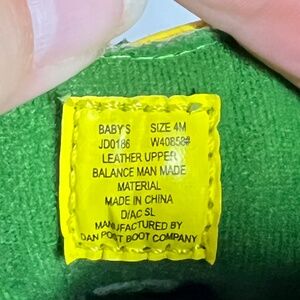 BABY'S SIZE 4M
JD0186 W40858#
LEATHER UPPER
BALANCE MAN MADE
MATERIAL
MADE IN CHINA
D/AC SL
MANUFACTURED BY
DAN POST BOOT COMPANY